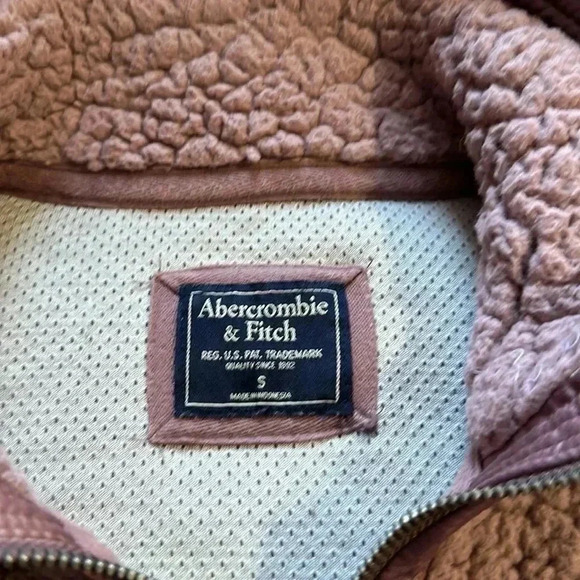 Abercrombie
& Fitch
REG. U.S. PAT. TRADEMARK
QUALITY SINCE 1892
S
MADE IN INDONESIA